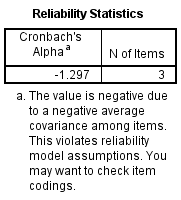 Reliability Statistics
Cronbach's
Alpha a N of Items
-1.297 3
a. The value is negative due
to a negative average
covariance among items.
This violates reliability
model assumptions. You
may want to check item
codings.